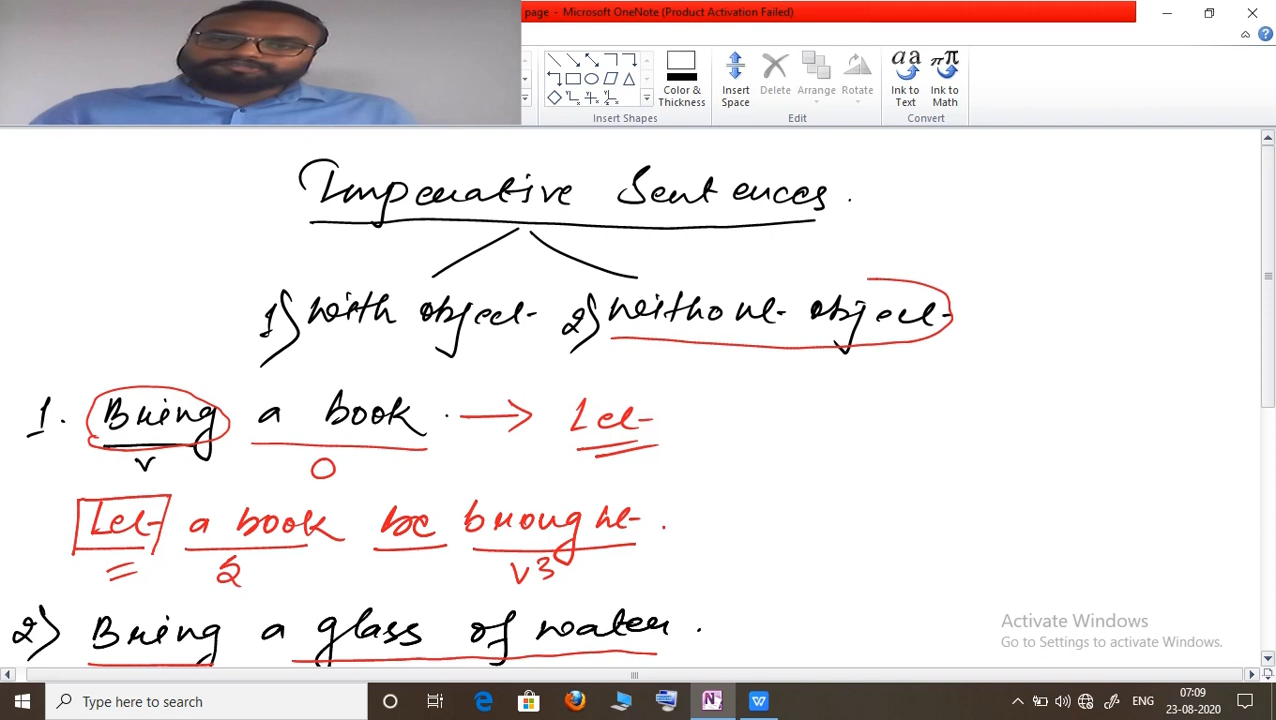 page - Microsoft OneNote (Product Activation Failed)
Color & Thickness
Insert Space
Delete
Arrange
Rotate
Ink to Text
Ink to Math
Insert Shapes
Edit
Convert
Imperative Sentences.
1) with object 2) without object
1. Bring a book. → Let
V O
Let a book be brought.
S V3
2) Bring a glass of water.
Activate Windows
Go to Settings to activate Windows.
Type here to search
ENG
07:09
23-08-2020